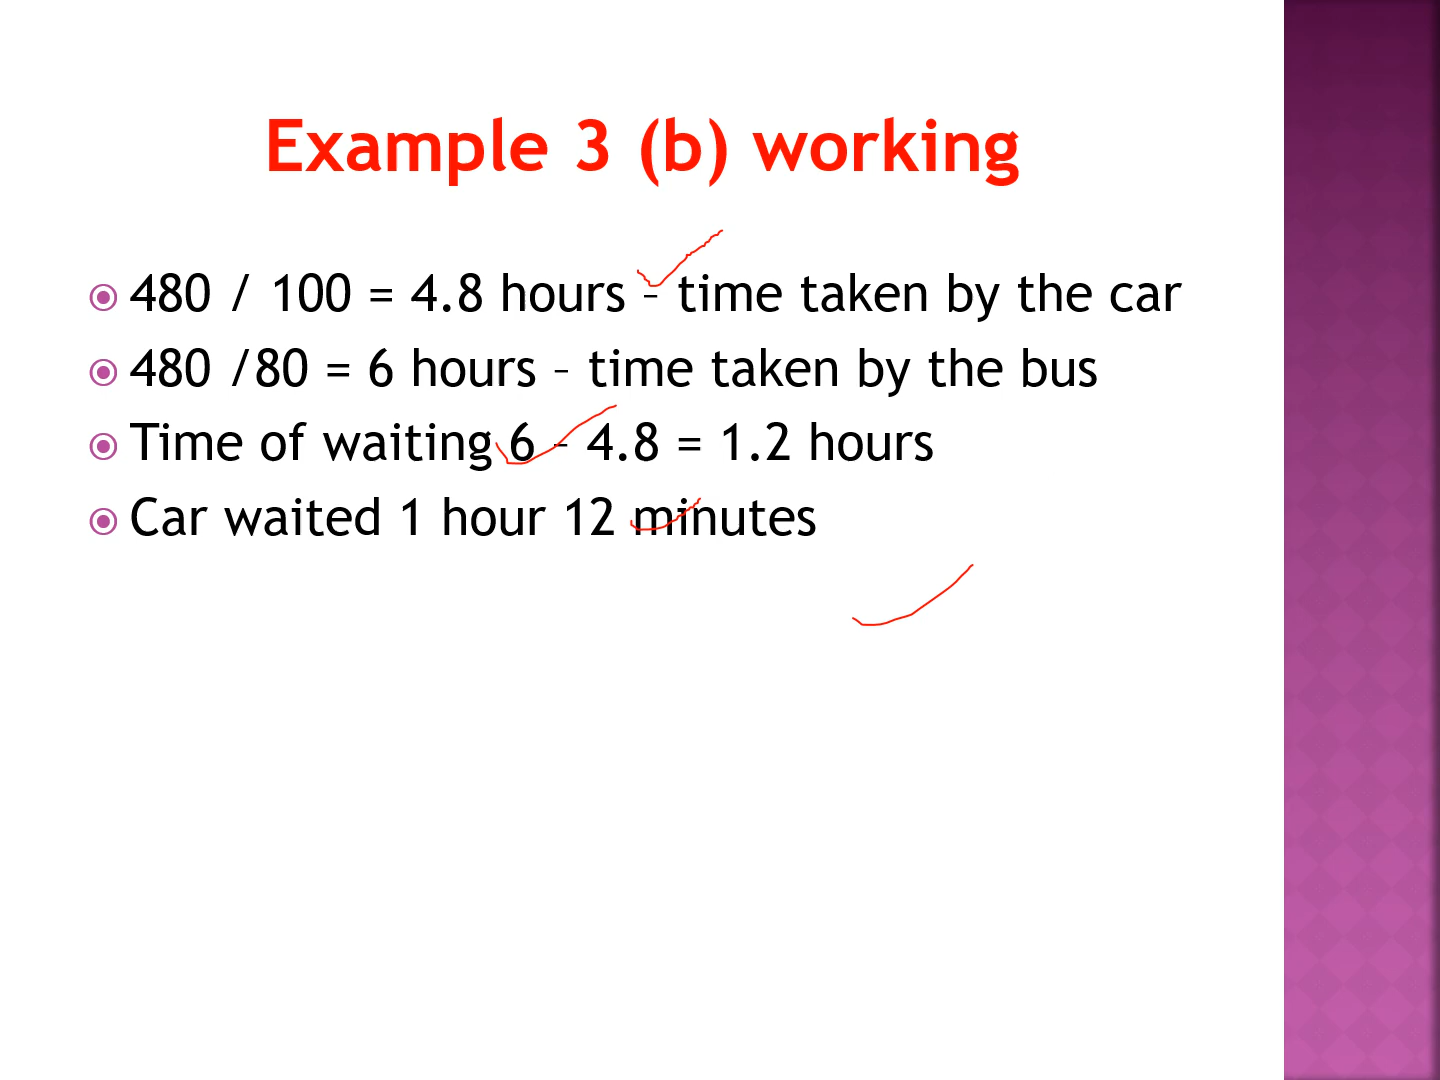 Example 3 (b) working
480 / 100 = 4.8 hours – time taken by the car
480 /80 = 6 hours – time taken by the bus
Time of waiting 6 – 4.8 = 1.2 hours
Car waited 1 hour 12 minutes